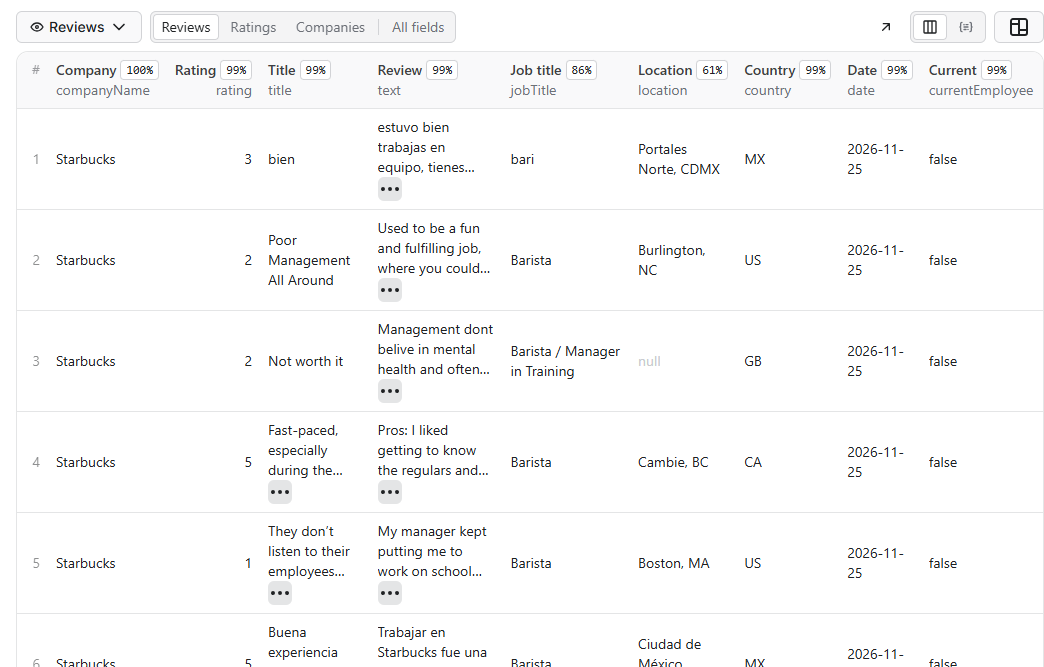 Reviews
Reviews Ratings Companies All fields
# Company 100% Rating 99% Title 99% Review 99% Job title 86% Location 61% Country 99% Date 99% Current 99%
companyName rating title text jobTitle location country date currentEmployee
1 Starbucks 3 bien
estuvo bien
trabajas en
equipo, tienes...
bari
Portales
Norte, CDMX
MX
2026-11-
25
false
2 Starbucks 2
Poor
Management
All Around
Used to be a fun
and fulfilling job,
where you could...
Barista
Burlington,
NC
US
2026-11-
25
false
3 Starbucks 2 Not worth it
Management dont
belive in mental
health and often...
Barista / Manager
in Training
null
GB
2026-11-
25
false
4 Starbucks 5
Fast-paced,
especially
during the...
Pros: I liked
getting to know
the regulars and...
Barista
Cambie, BC
CA
2026-11-
25
false
5 Starbucks 1
They don't
listen to their
employees...
My manager kept
putting me to
work on school...
Barista
Boston, MA
US
2026-11-
25
false
6 Starbucks 5
Buena
experiencia
Trabajar en
Starbucks fue una
Barista
Ciudad de
México
MX
2026-11-
false